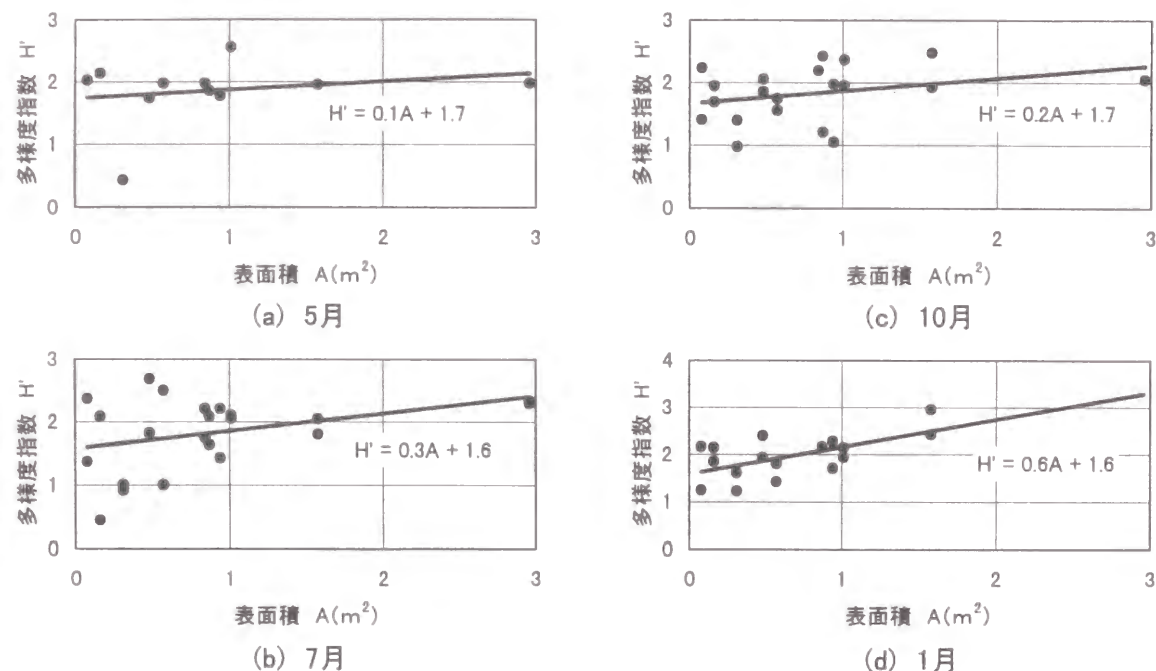 多様度指数 H'
3
2
1
0
H' = 0.1A + 1.7
0 1 2 3
表面積 A(m²)
(a) 5月
多様度指数 H'
3
2
1
0
H' = 0.2A + 1.7
0 1 2 3
表面積 A(m²)
(c) 10月
多様度指数 H'
3
2
1
0
H' = 0.3A + 1.6
0 1 2 3
表面積 A(m²)
(b) 7月
多様度指数 H'
4
3
2
1
0
H' = 0.6A + 1.6
0 1 2 3
表面積 A(m²)
(d) 1月